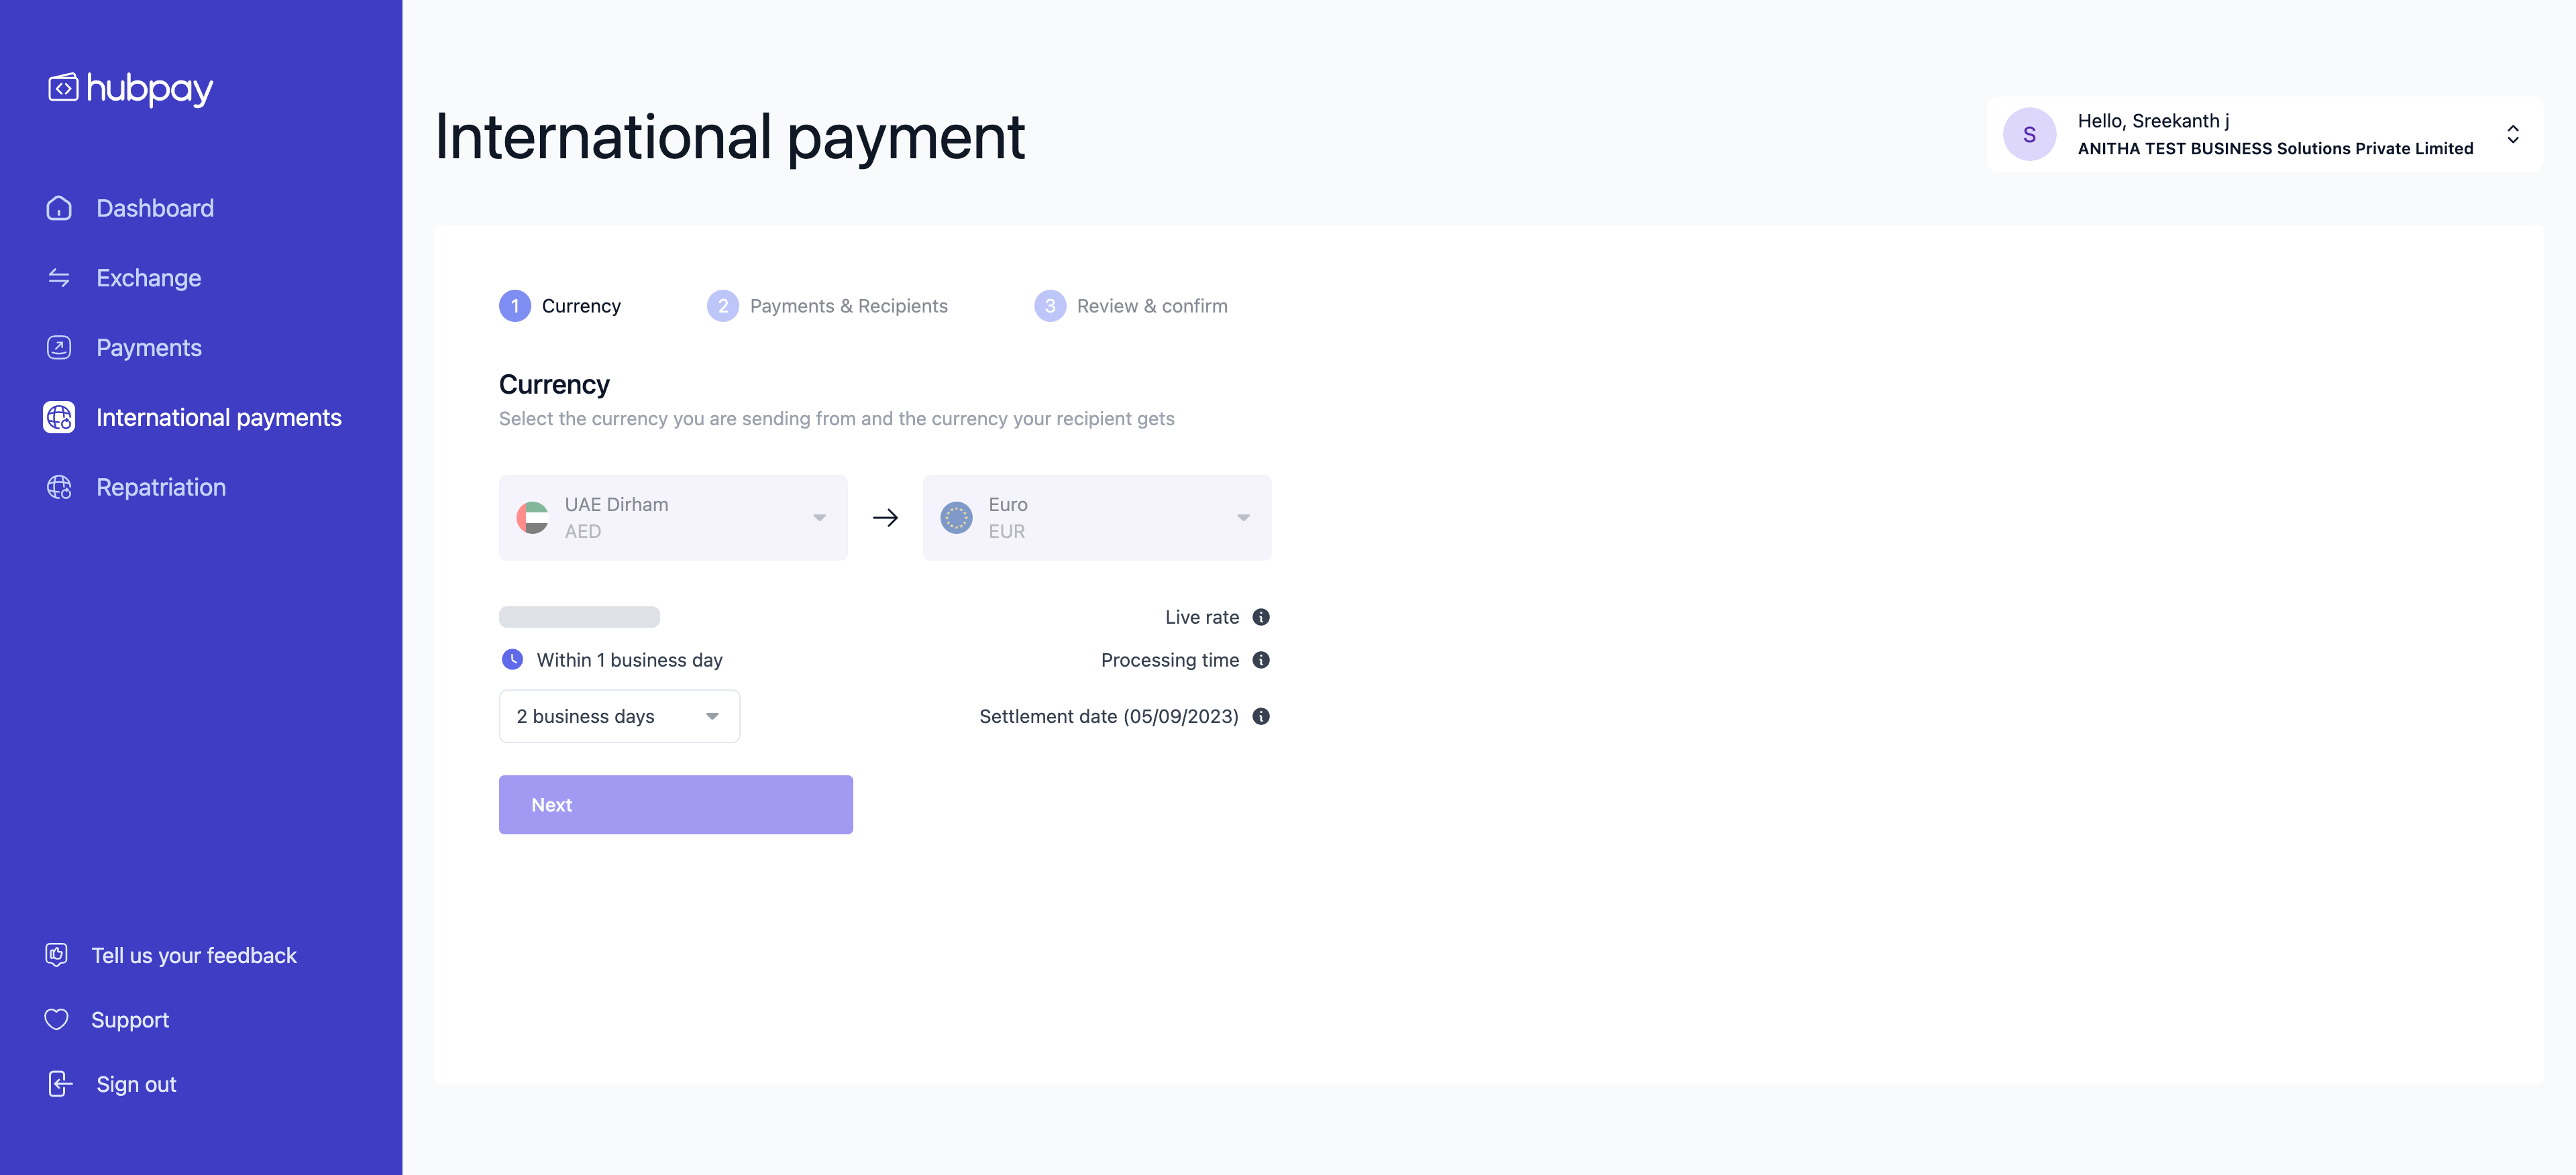 hubpay
Dashboard
Exchange
Payments
International payments
Repatriation
Tell us your feedback
Support
Sign out
International payment
S
Hello, Sreekanth j
ANITHA TEST BUSINESS Solutions Private Limited
1 Currency
2 Payments & Recipients
3 Review & confirm
Currency
Select the currency you are sending from and the currency your recipient gets
UAE Dirham
AED
Euro
EUR
Live rate
Within 1 business day
Processing time
2 business days
Settlement date (05/09/2023)
Next